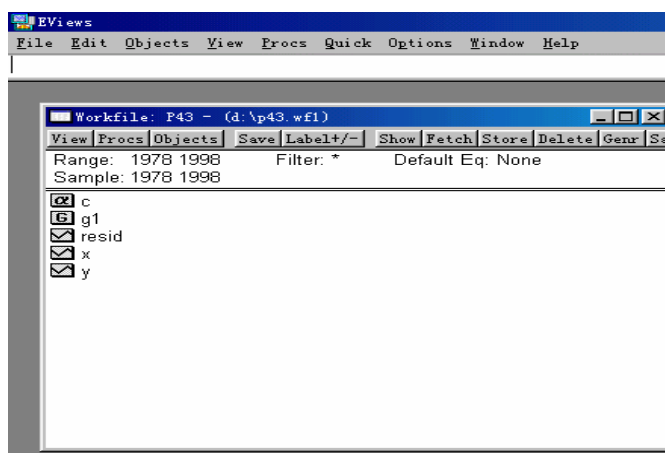 EViews
File Edit Objects View Procs Quick Options Window Help
Workfile: P43 - (d:\p43.wf1)
View Procs Objects Save Label+/- Show Fetch Store Delete Genr Sa
Range: 1978 1998 Filter: * Default Eq: None
Sample: 1978 1998
α c
G g1
resid
x
y